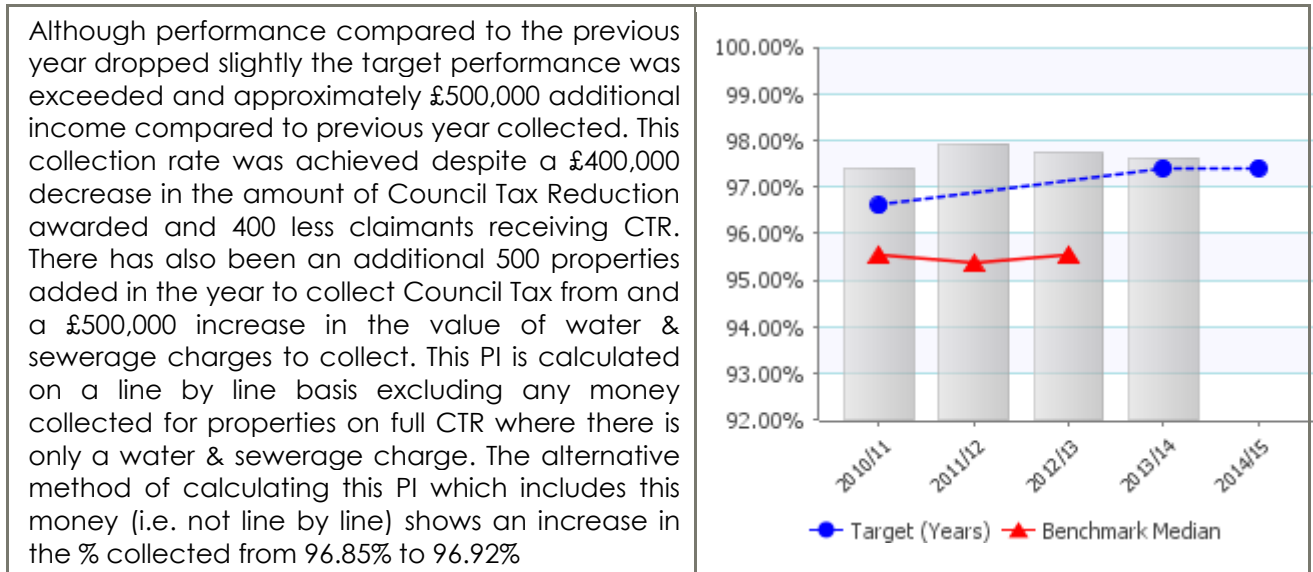 Although performance compared to the previous
year dropped slightly the target performance was
exceeded and approximately £500,000 additional
income compared to previous year collected. This
collection rate was achieved despite a £400,000
decrease in the amount of Council Tax Reduction
awarded and 400 less claimants receiving CTR.
There has also been an additional 500 properties
added in the year to collect Council Tax from and
a £500,000 increase in the value of water &
sewerage charges to collect. This PI is calculated
on a line by line basis excluding any money
collected for properties on full CTR where there is
only a water & sewerage charge. The alternative
method of calculating this PI which includes this
money (i.e. not line by line) shows an increase in
the % collected from 96.85% to 96.92%
100.00%
99.00%
98.00%
97.00%
96.00%
95.00%
94.00%
93.00%
92.00%
2010/11
2011/12
2012/13
2013/14
2014/15
Target (Years)
Benchmark Median